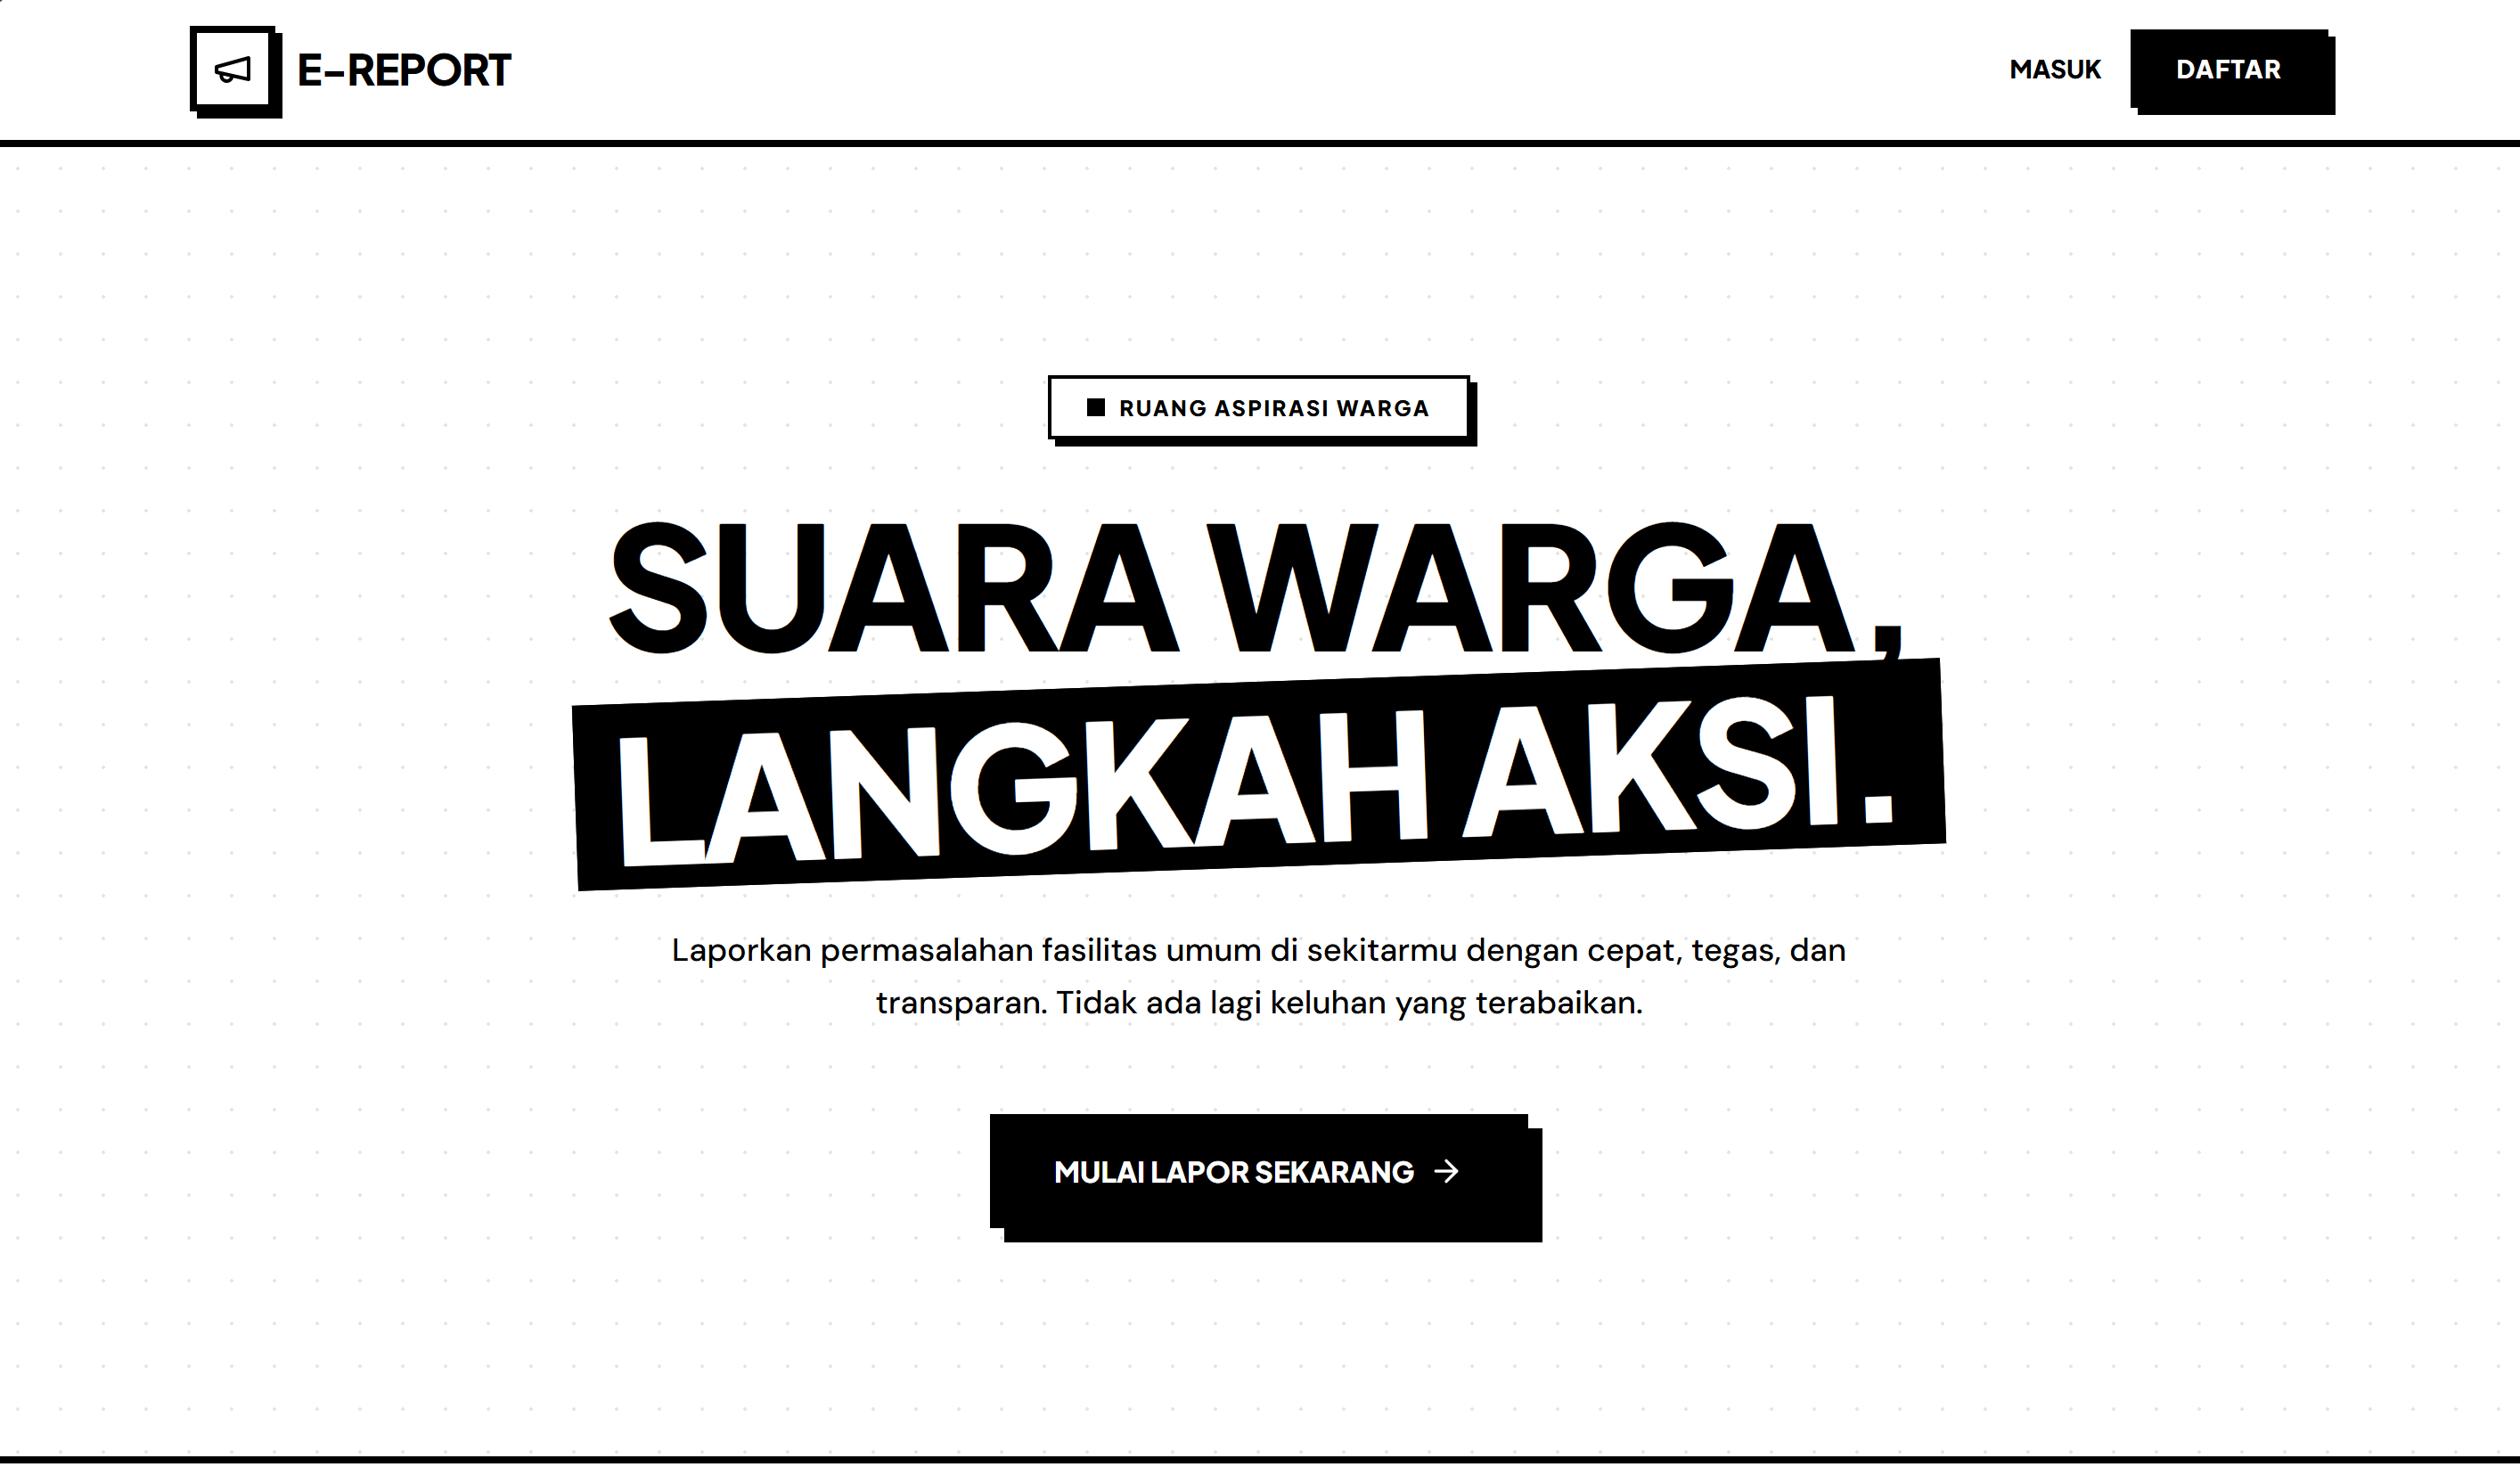 E-REPORT
MASUK
DAFTAR
RUANG ASPIRASI WARGA
SUARA WARGA,
LANGKAH AKSI.
Laporkan permasalahan fasilitas umum di sekitarmu dengan cepat, tegas, dan
transparan. Tidak ada lagi keluhan yang terabaikan.
MULAI LAPOR SEKARANG →